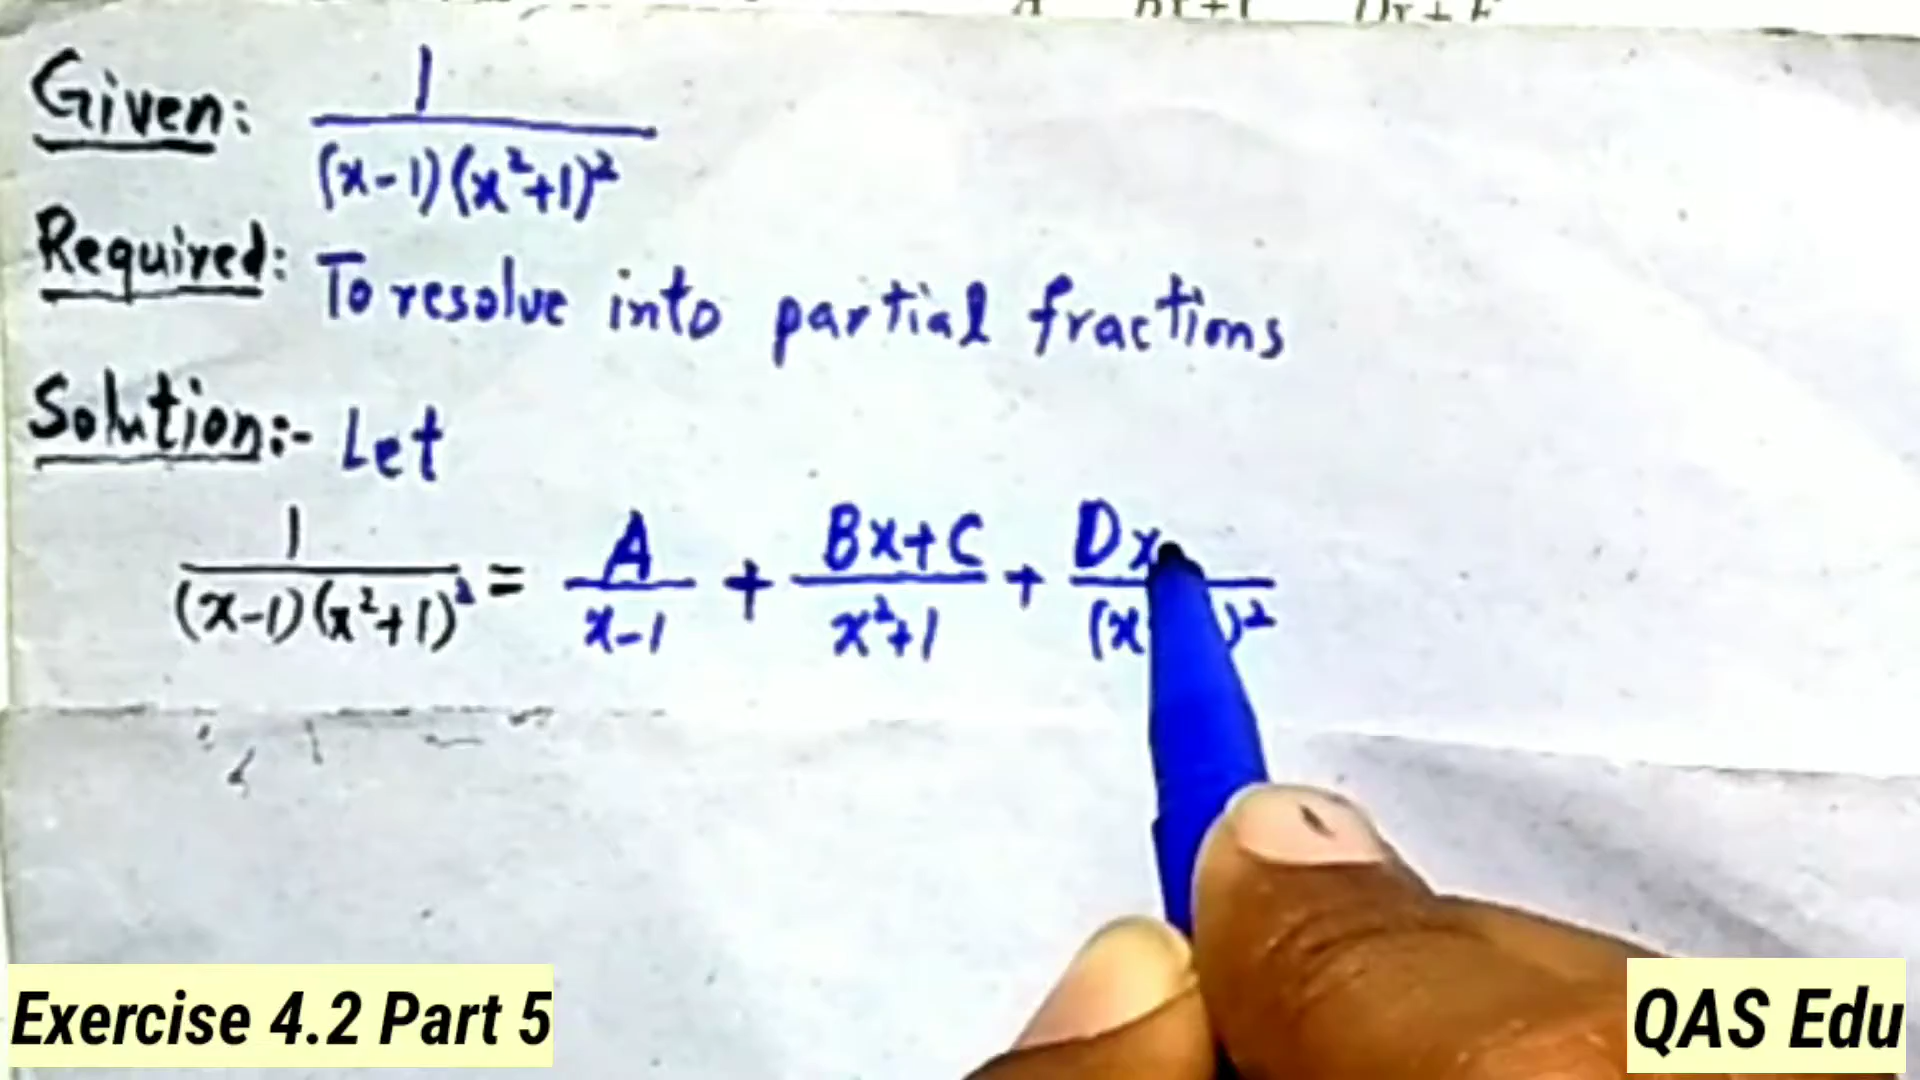 Given: 1/((x-1)(x²+1)²)
Required: To resolve into partial fractions
Solution:- Let
1/((x-1)(x²+1)²) = A/(x-1) + (Bx+C)/(x²+1) + Dx/(x )²
Exercise 4.2 Part 5
QAS Edu